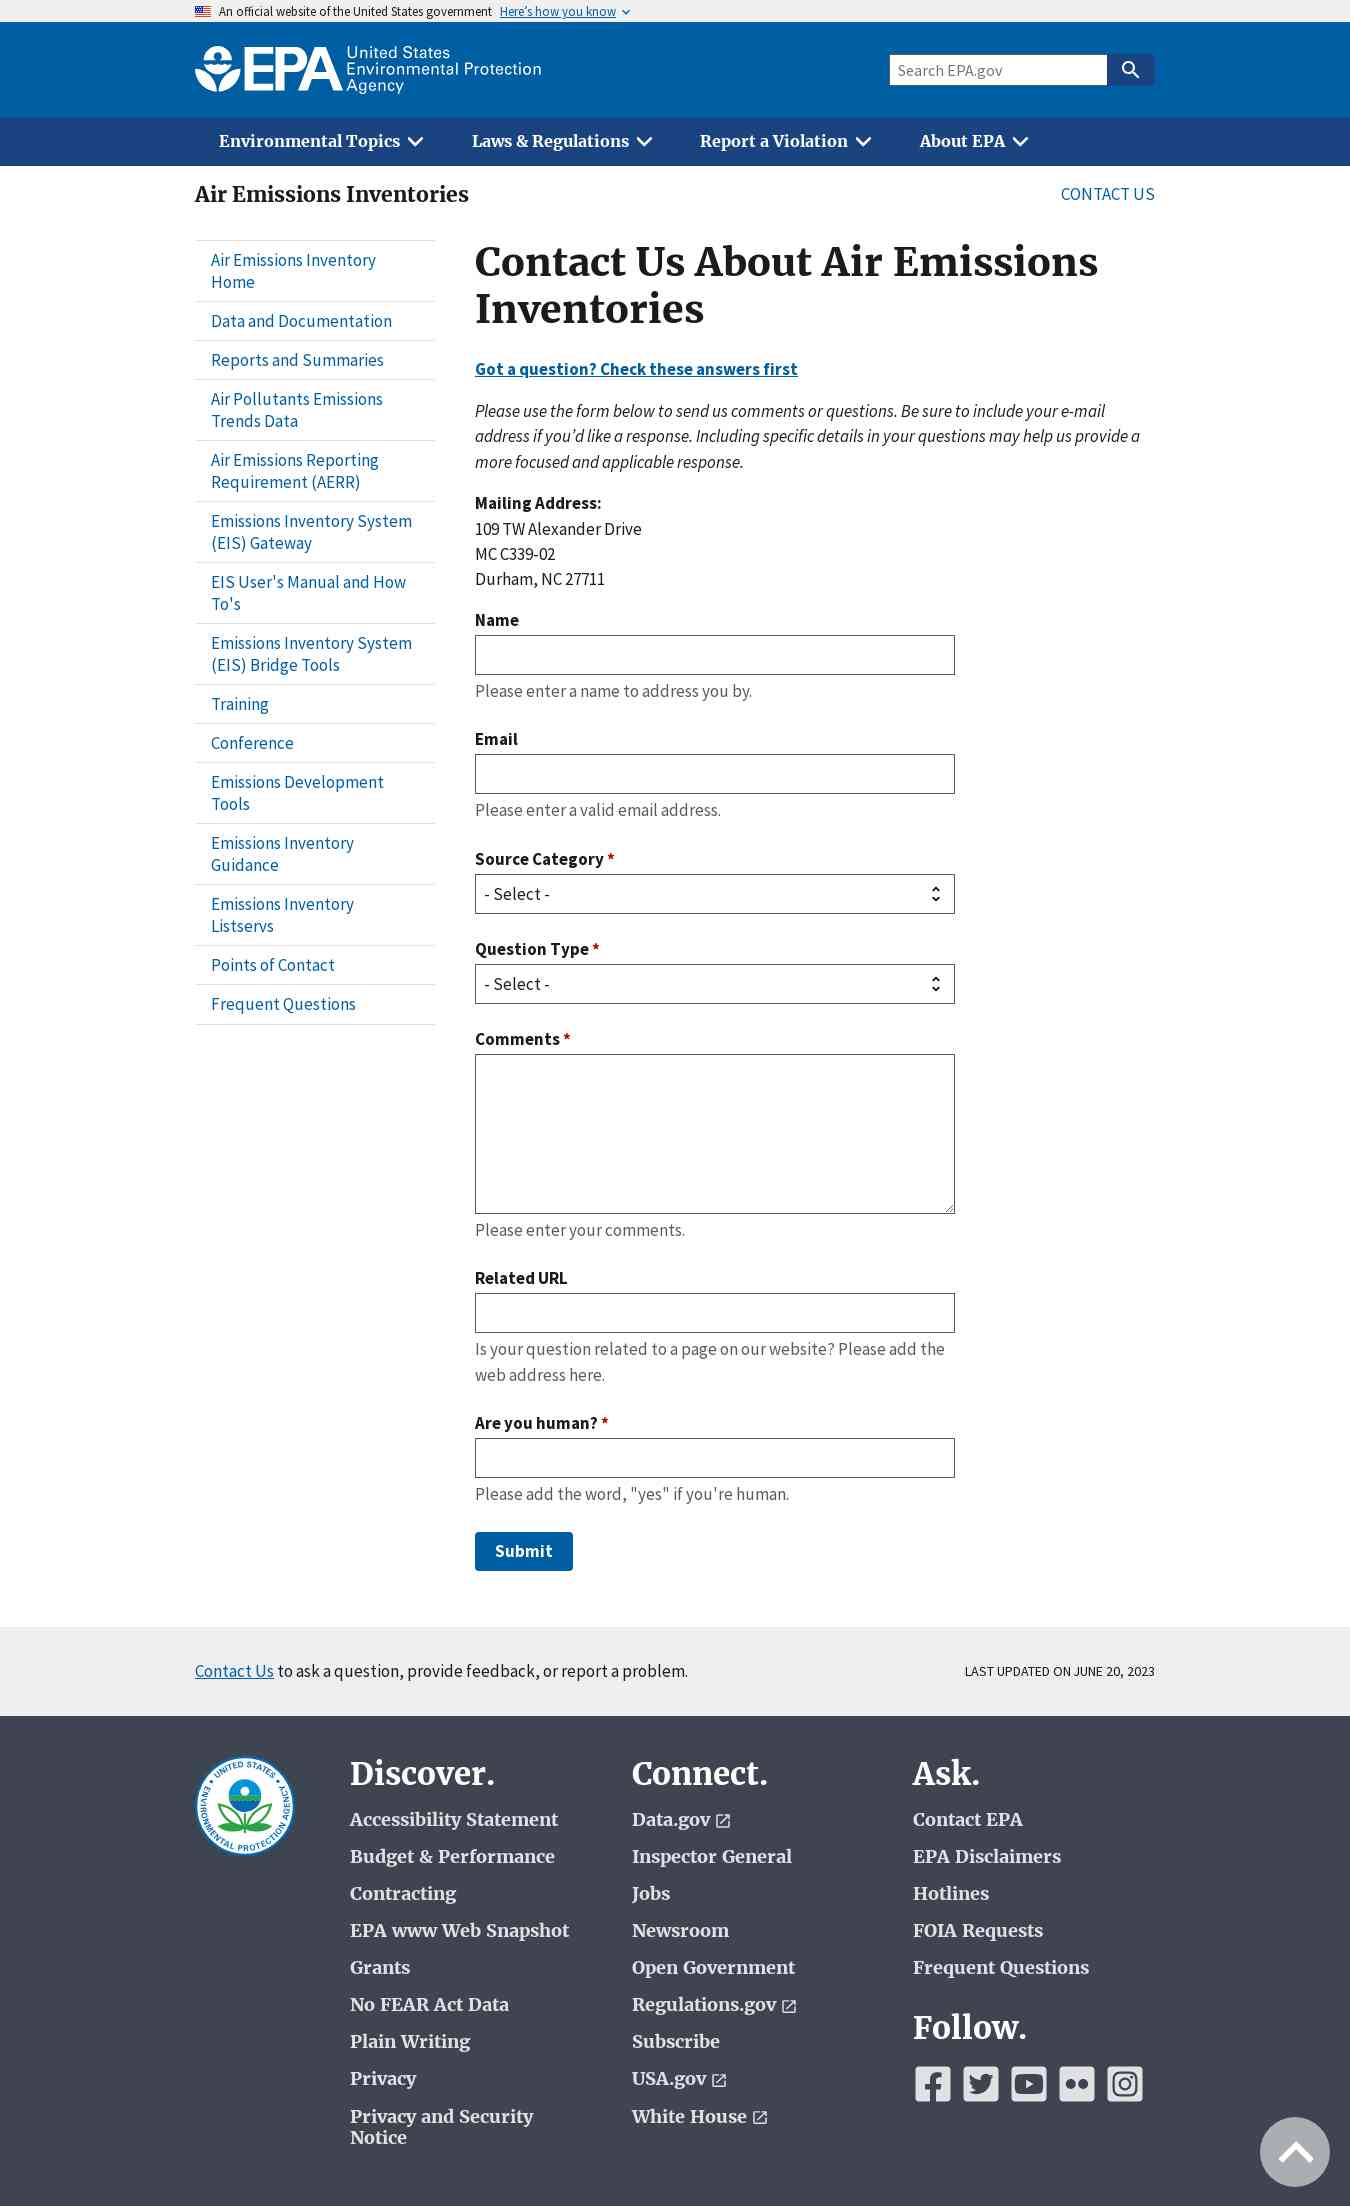 An official website of the United States government Here's how you know
EPA United States
Environmental Protection
Agency
Search EPA.gov
Environmental Topics Laws & Regulations Report a Violation About EPA
Air Emissions Inventories CONTACT US
Air Emissions Inventory
Home
Data and Documentation
Reports and Summaries
Air Pollutants Emissions
Trends Data
Air Emissions Reporting
Requirement (AERR)
Emissions Inventory System
(EIS) Gateway
EIS User's Manual and How
To's
Emissions Inventory System
(EIS) Bridge Tools
Training
Conference
Emissions Development
Tools
Emissions Inventory
Guidance
Emissions Inventory
Listservs
Points of Contact
Frequent Questions
Contact Us About Air Emissions
Inventories
Got a question? Check these answers first
Please use the form below to send us comments or questions. Be sure to include your e-mail
address if you’d like a response. Including specific details in your questions may help us provide a
more focused and applicable response.
Mailing Address:
109 TW Alexander Drive
MC C339-02
Durham, NC 27711
Name
Please enter a name to address you by.
Email
Please enter a valid email address.
Source Category *
- Select -
Question Type *
- Select -
Comments *
Please enter your comments.
Related URL
Is your question related to a page on our website? Please add the
web address here.
Are you human? *
Please add the word, "yes" if you're human.
Submit
Contact Us to ask a question, provide feedback, or report a problem. LAST UPDATED ON JUNE 20, 2023
UNITED STATES
ENVIRONMENTAL PROTECTION AGENCY
Discover.
Accessibility Statement
Budget & Performance
Contracting
EPA www Web Snapshot
Grants
No FEAR Act Data
Plain Writing
Privacy
Privacy and Security
Notice
Connect.
Data.gov
Inspector General
Jobs
Newsroom
Open Government
Regulations.gov
Subscribe
USA.gov
White House
Ask.
Contact EPA
EPA Disclaimers
Hotlines
FOIA Requests
Frequent Questions
Follow.